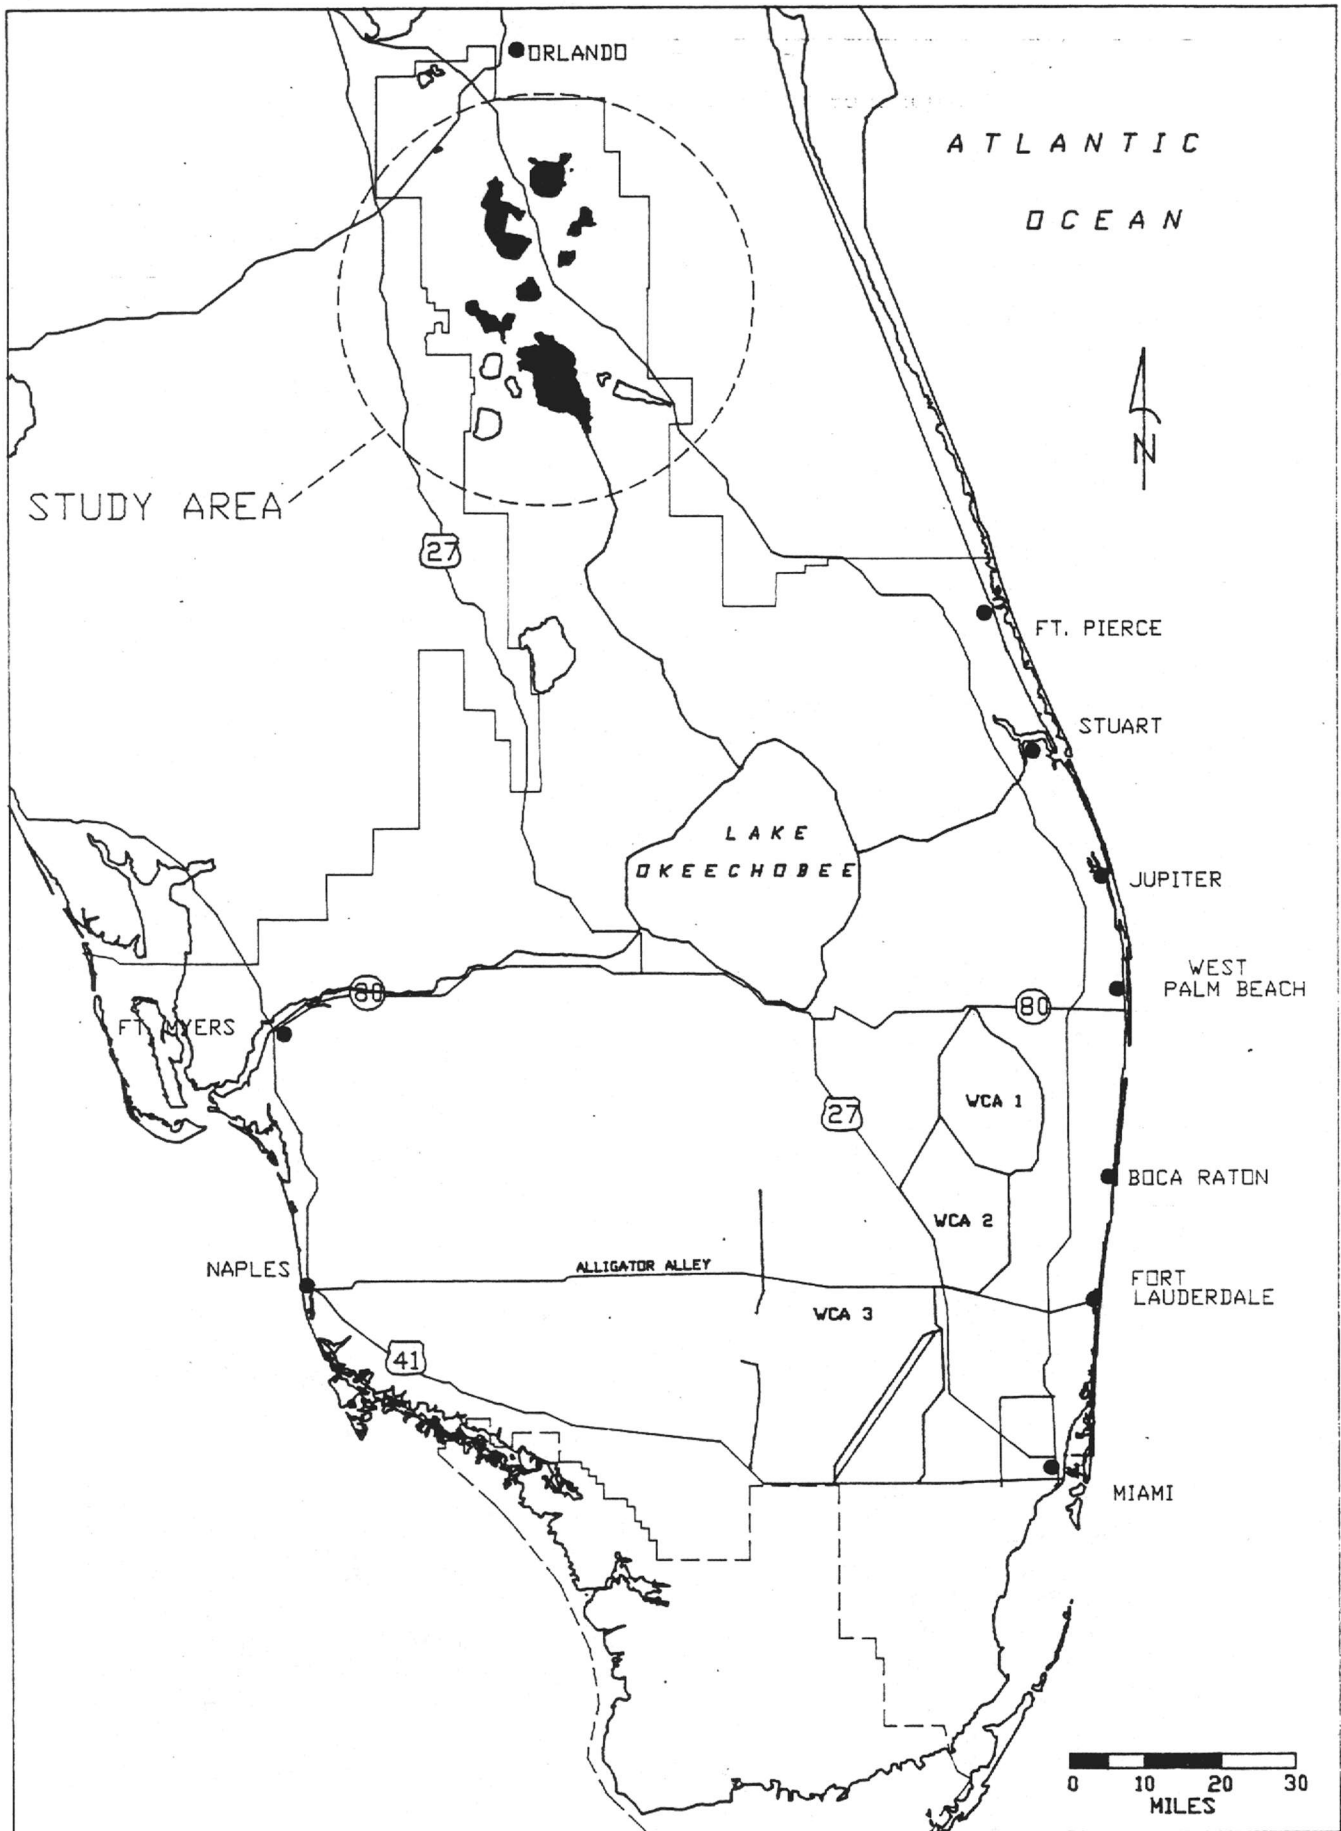 ORLANDO
ATLANTIC
OCEAN
N
STUDY AREA
27
FT. PIERCE
STUART
LAKE
OKEECHOBEE
JUPITER
WEST
PALM BEACH
80
80
FT. MYERS
27
WCA 1
BOCA RATON
WCA 2
NAPLES
ALLIGATOR ALLEY
FORT
LAUDERDALE
WCA 3
41
MIAMI
0 10 20 30
MILES